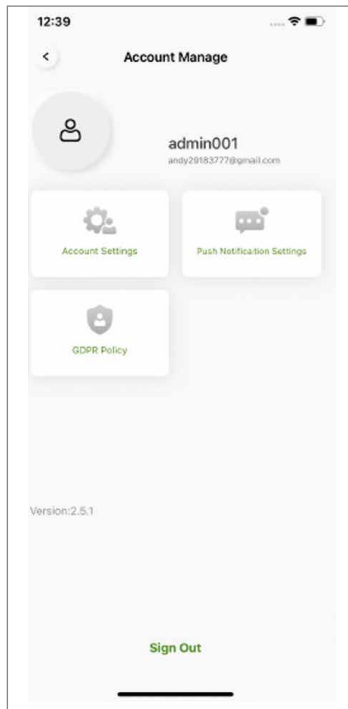 12:39
Account Manage
admin001
andy29183777@gmail.com
Account Settings
Push Notification Settings
GDPR Policy
Version:2.5.1
Sign Out